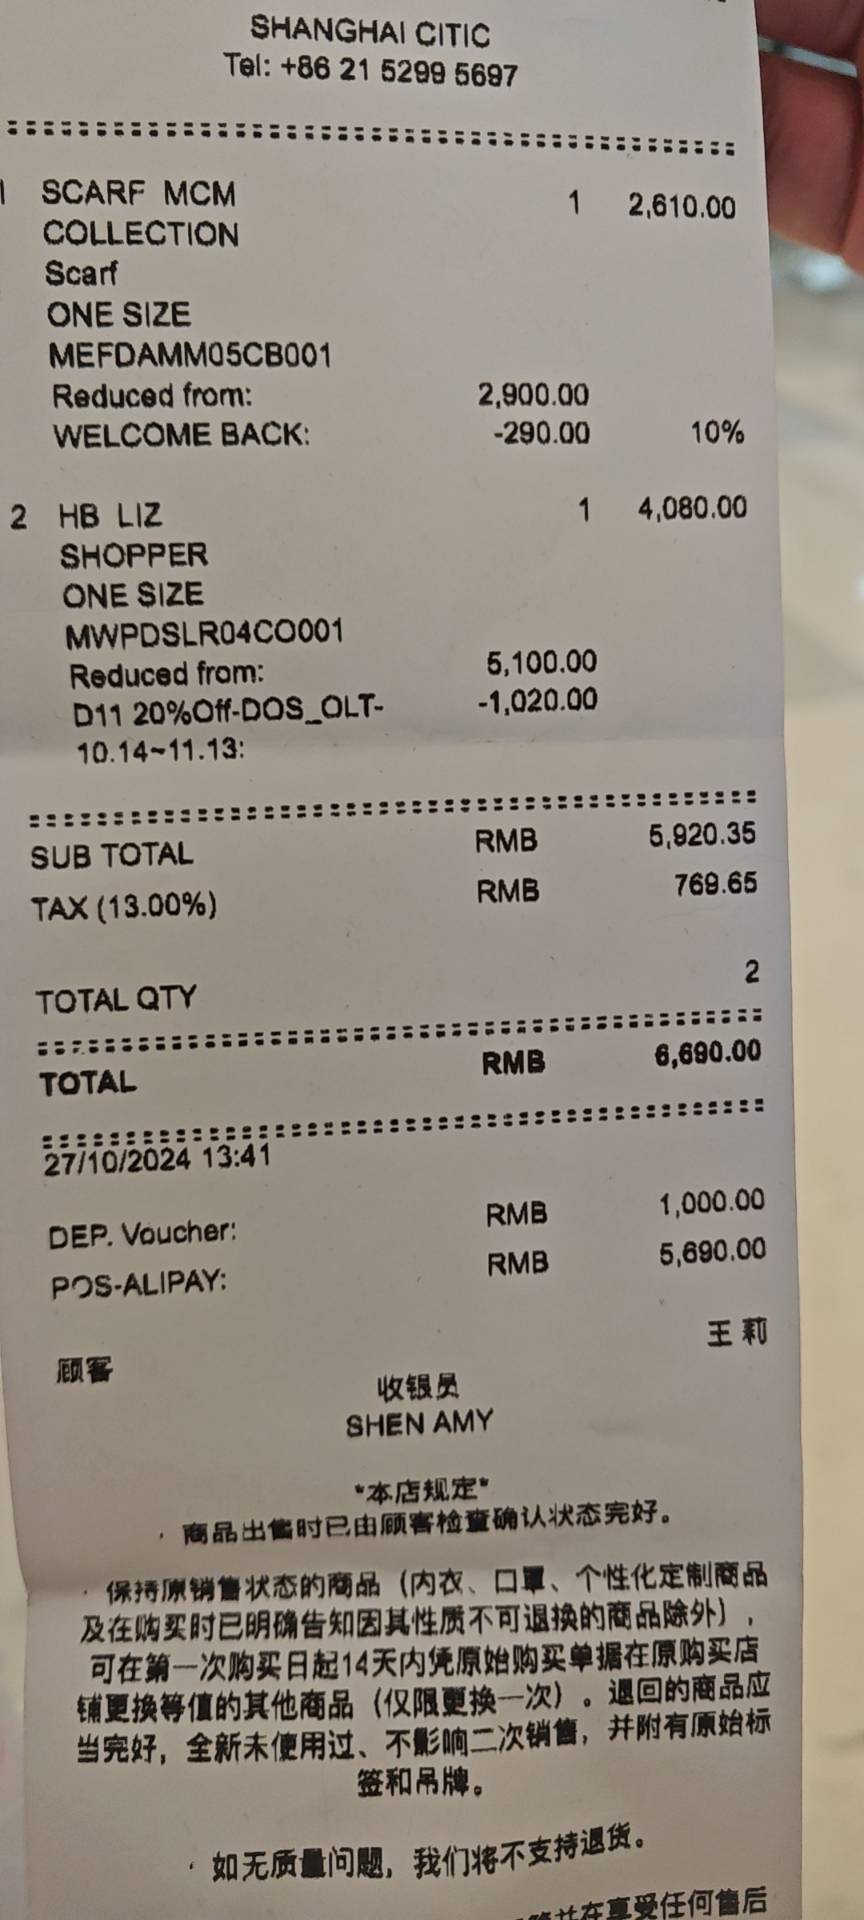 SHANGHAI CITIC
Tel: +86 21 5299 5697
1 SCARF MCM 1 2,610.00
COLLECTION
Scarf
ONE SIZE
MEFDAMM05CB001
Reduced from: 2,900.00
WELCOME BACK: -290.00 10%
2 HB LIZ 1 4,080.00
SHOPPER
ONE SIZE
MWPDSLR04CO001
Reduced from: 5,100.00
D11 20%Off-DOS_OLT- -1,020.00
10.14~11.13:
SUB TOTAL RMB 5,920.35
TAX (13.00%) RMB 769.65
TOTAL QTY 2
TOTAL RMB 6,690.00
27/10/2024 13:41
DEP. Voucher: RMB 1,000.00
POS-ALIPAY: RMB 5,690.00
顾客 王 莉
收银员
SHEN AMY
*本店规定*
· 商品出售时已由顾客检查确认状态完好。
· 保持原销售状态的商品（内衣、口罩、个性化定制商品
及在购买时已明确告知因其性质不可退换的商品除外），
可在第一次购买日起14天内凭原始购买单据在原购买店
铺更换等值的其他商品（仅限更换一次）。退回的商品应
当完好，全新未使用过、不影响二次销售，并附有原始标
签和吊牌。
· 如无质量问题，我们将不支持退货。
并在享受任何售后